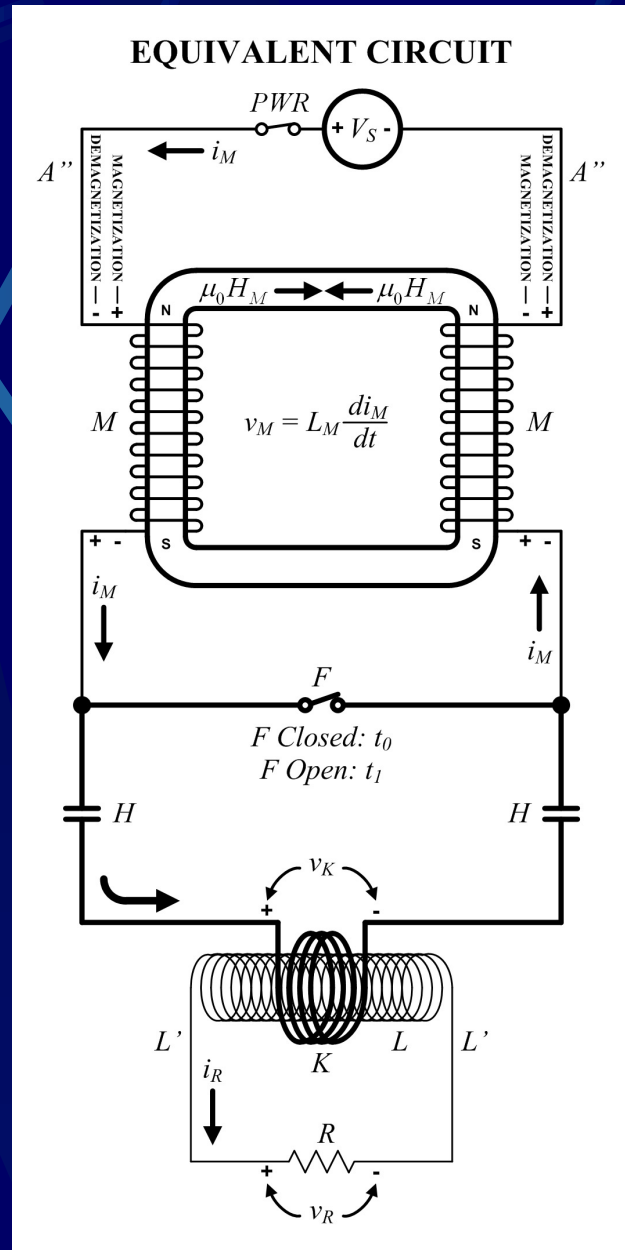 EQUIVALENT CIRCUIT
PWR
+ V_S -
i_M
A”
DEMAGNETIZATION — -
MAGNETIZATION — +
MAGNETIZATION — -
DEMAGNETIZATION — +
A”
μ₀H_M μ₀H_M
N N
M
v_M = L_M di_M/dt
M
S S
+ - + -
i_M
i_M
F
F Closed: t₀
F Open: t₁
H H
v_K
+ -
L’ K L L’
i_R
R
+ -
v_R